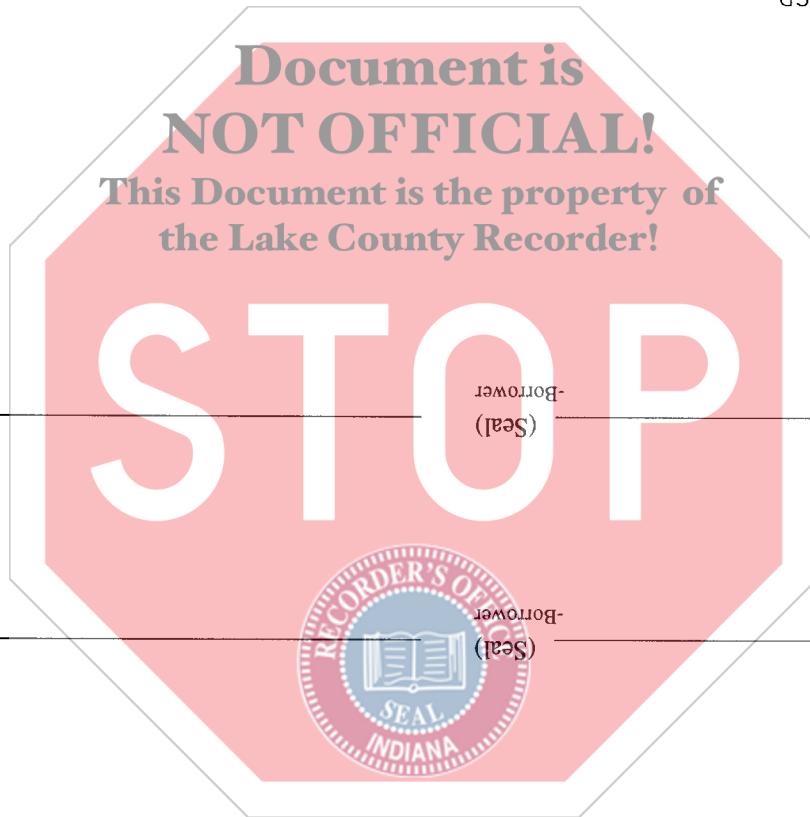 Document is
NOT OFFICIAL!
This Document is the property of
the Lake County Recorder!
STOP
-Borrower
(Seal)
-Borrower
(Seal)
RECORDER'S OFFICE
SEAL
INDIANA